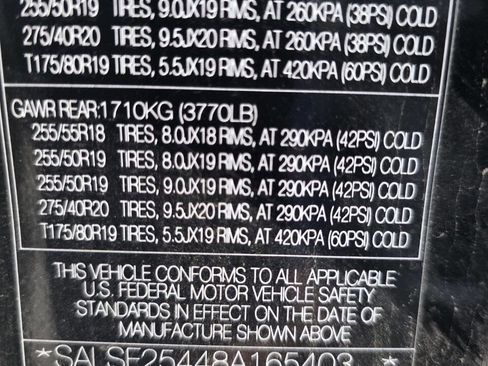 255/50R19 TIRES, 9.0JX19 RIMS, AT 260KPA (38PSI) COLD
275/40R20 TIRES, 9.5JX20 RIMS, AT 260KPA (38PSI) COLD
T175/80R19 TIRES, 5.5JX19 RIMS, AT 420KPA (60PSI) COLD
GAWR REAR:1710KG (3770LB)
255/55R18 TIRES, 8.0JX18 RIMS, AT 290KPA (42PSI) COLD
255/50R19 TIRES, 8.0JX19 RIMS, AT 290KPA (42PSI) COLD
255/50R19 TIRES, 9.0JX19 RIMS, AT 290KPA (42PSI) COLD
275/40R20 TIRES, 9.5JX20 RIMS, AT 290KPA (42PSI) COLD
T175/80R19 TIRES, 5.5JX19 RIMS, AT 420KPA (60PSI) COLD
THIS VEHICLE CONFORMS TO ALL APPLICABLE
U.S. FEDERAL MOTOR VEHICLE SAFETY
STANDARDS IN EFFECT ON THE DATE OF
MANUFACTURE SHOWN ABOVE
*SALSF25448A165403*